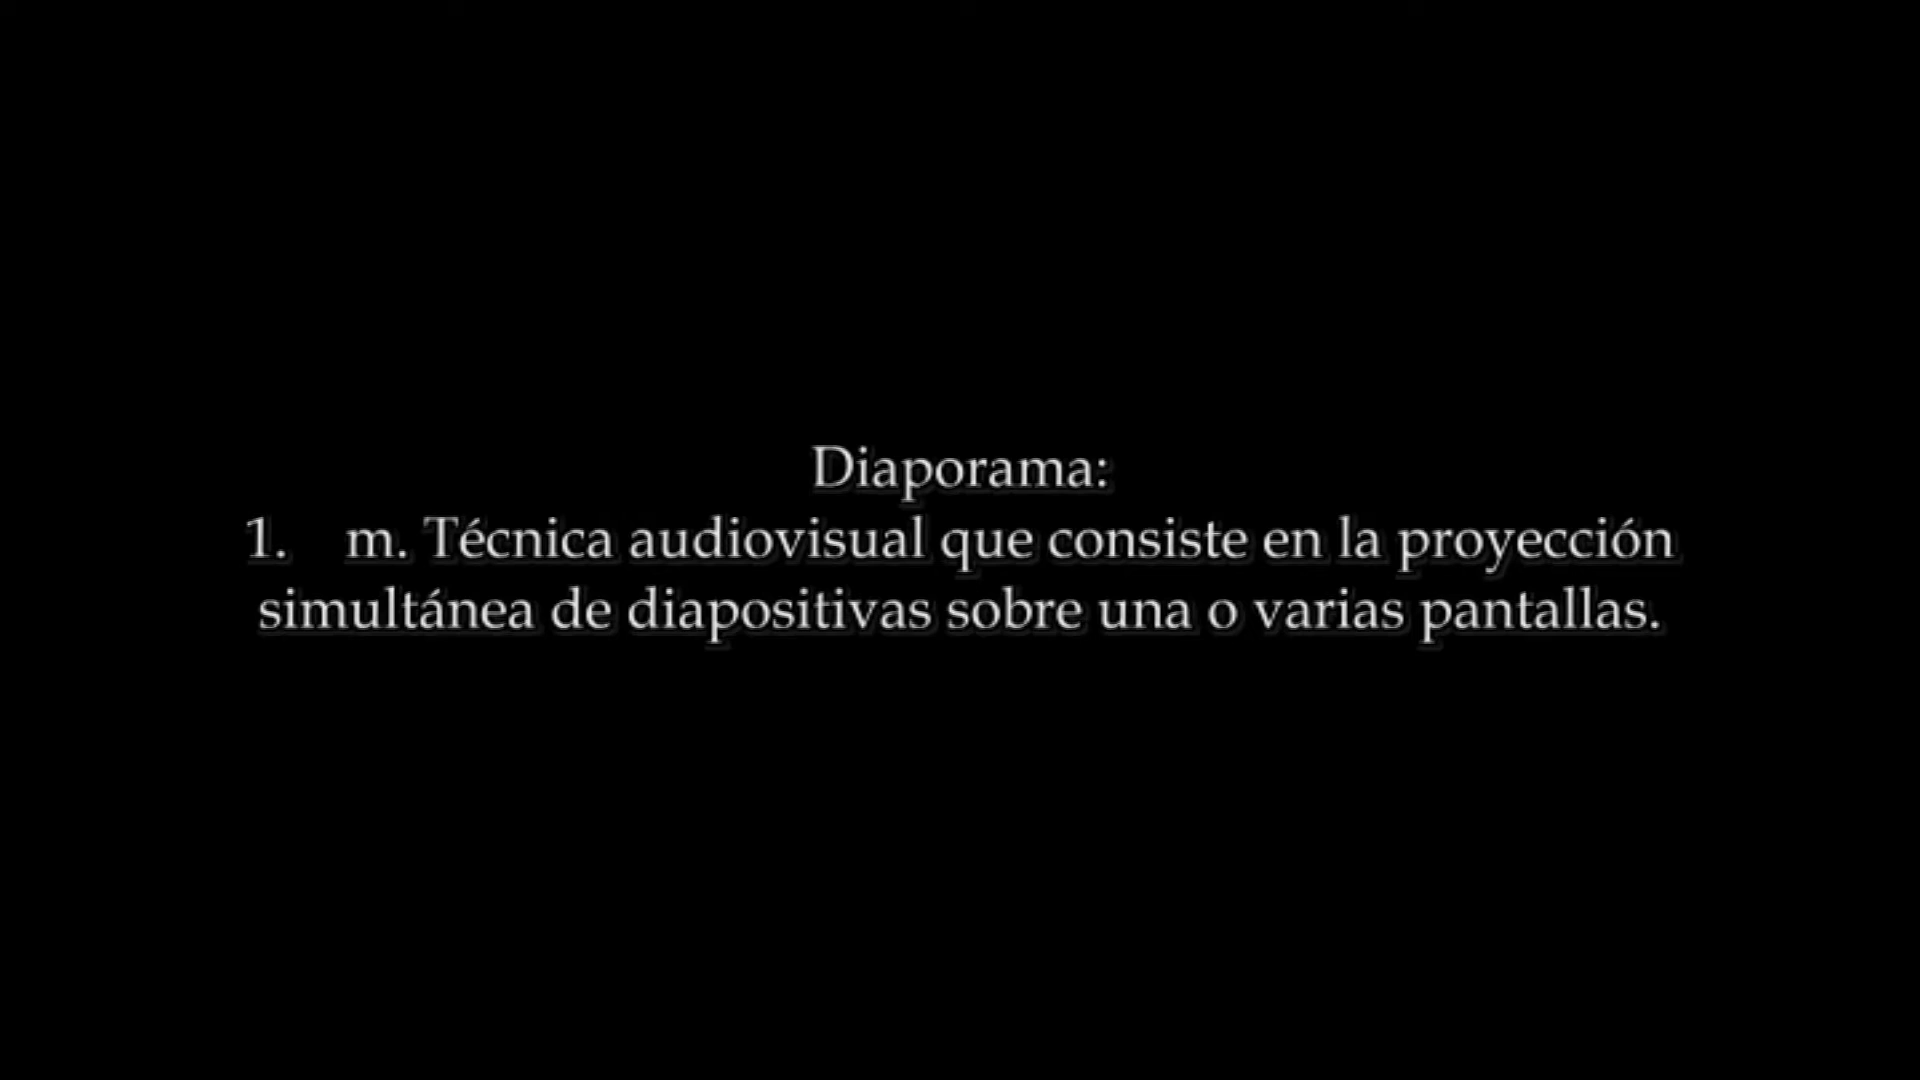 Diaporama:
1. m. Técnica audiovisual que consiste en la proyección
simultánea de diapositivas sobre una o varias pantallas.